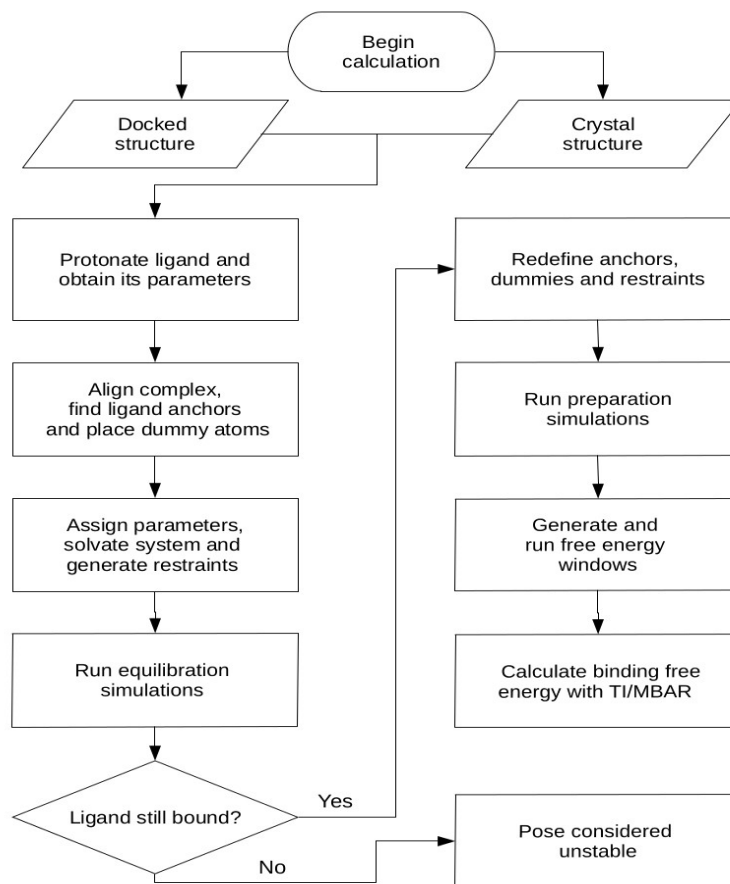 Begin
calculation
Docked
structure
Crystal
structure
Protonate ligand and
obtain its parameters
Align complex,
find ligand anchors
and place dummy atoms
Assign parameters,
solvate system and
generate restraints
Run equilibration
simulations
Ligand still bound?
Yes
No
Redefine anchors,
dummies and restraints
Run preparation
simulations
Generate and
run free energy
windows
Calculate binding free
energy with TI/MBAR
Pose considered
unstable